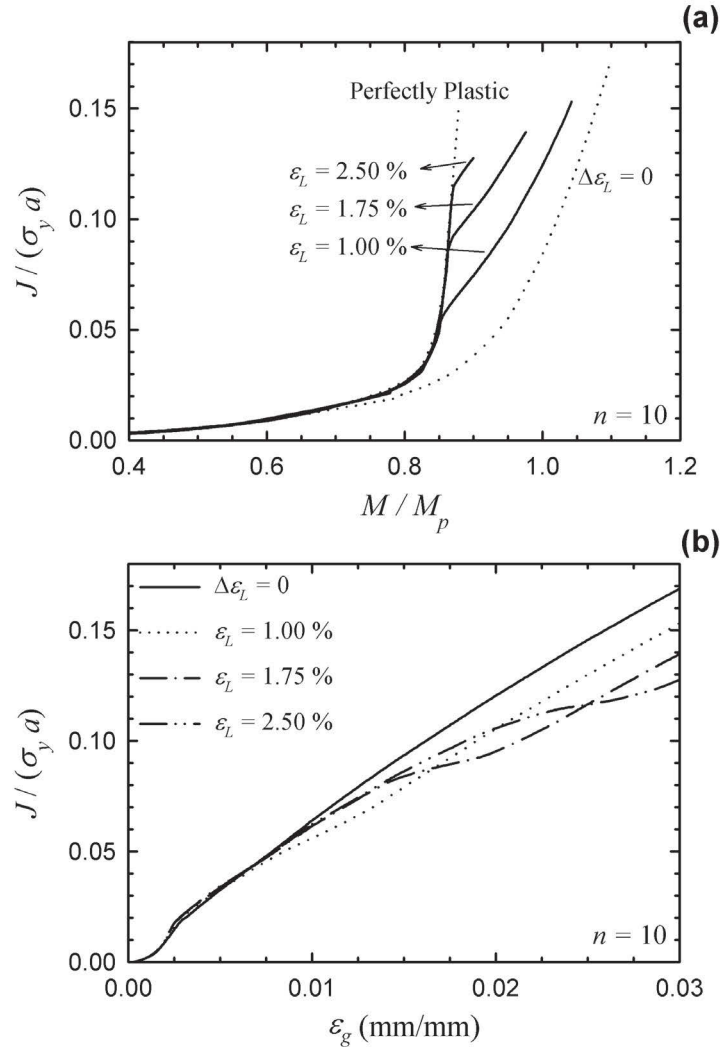 (a)
0.15
0.10
0.05
0.00
J / (σy a)
Perfectly Plastic
εL = 2.50 %
εL = 1.75 %
εL = 1.00 %
ΔεL = 0
n = 10
0.4 0.6 0.8 1.0 1.2
M / Mp
(b)
0.15
0.10
0.05
0.00
J / (σy a)
ΔεL = 0
εL = 1.00 %
εL = 1.75 %
εL = 2.50 %
n = 10
0.00 0.01 0.02 0.03
εg (mm/mm)